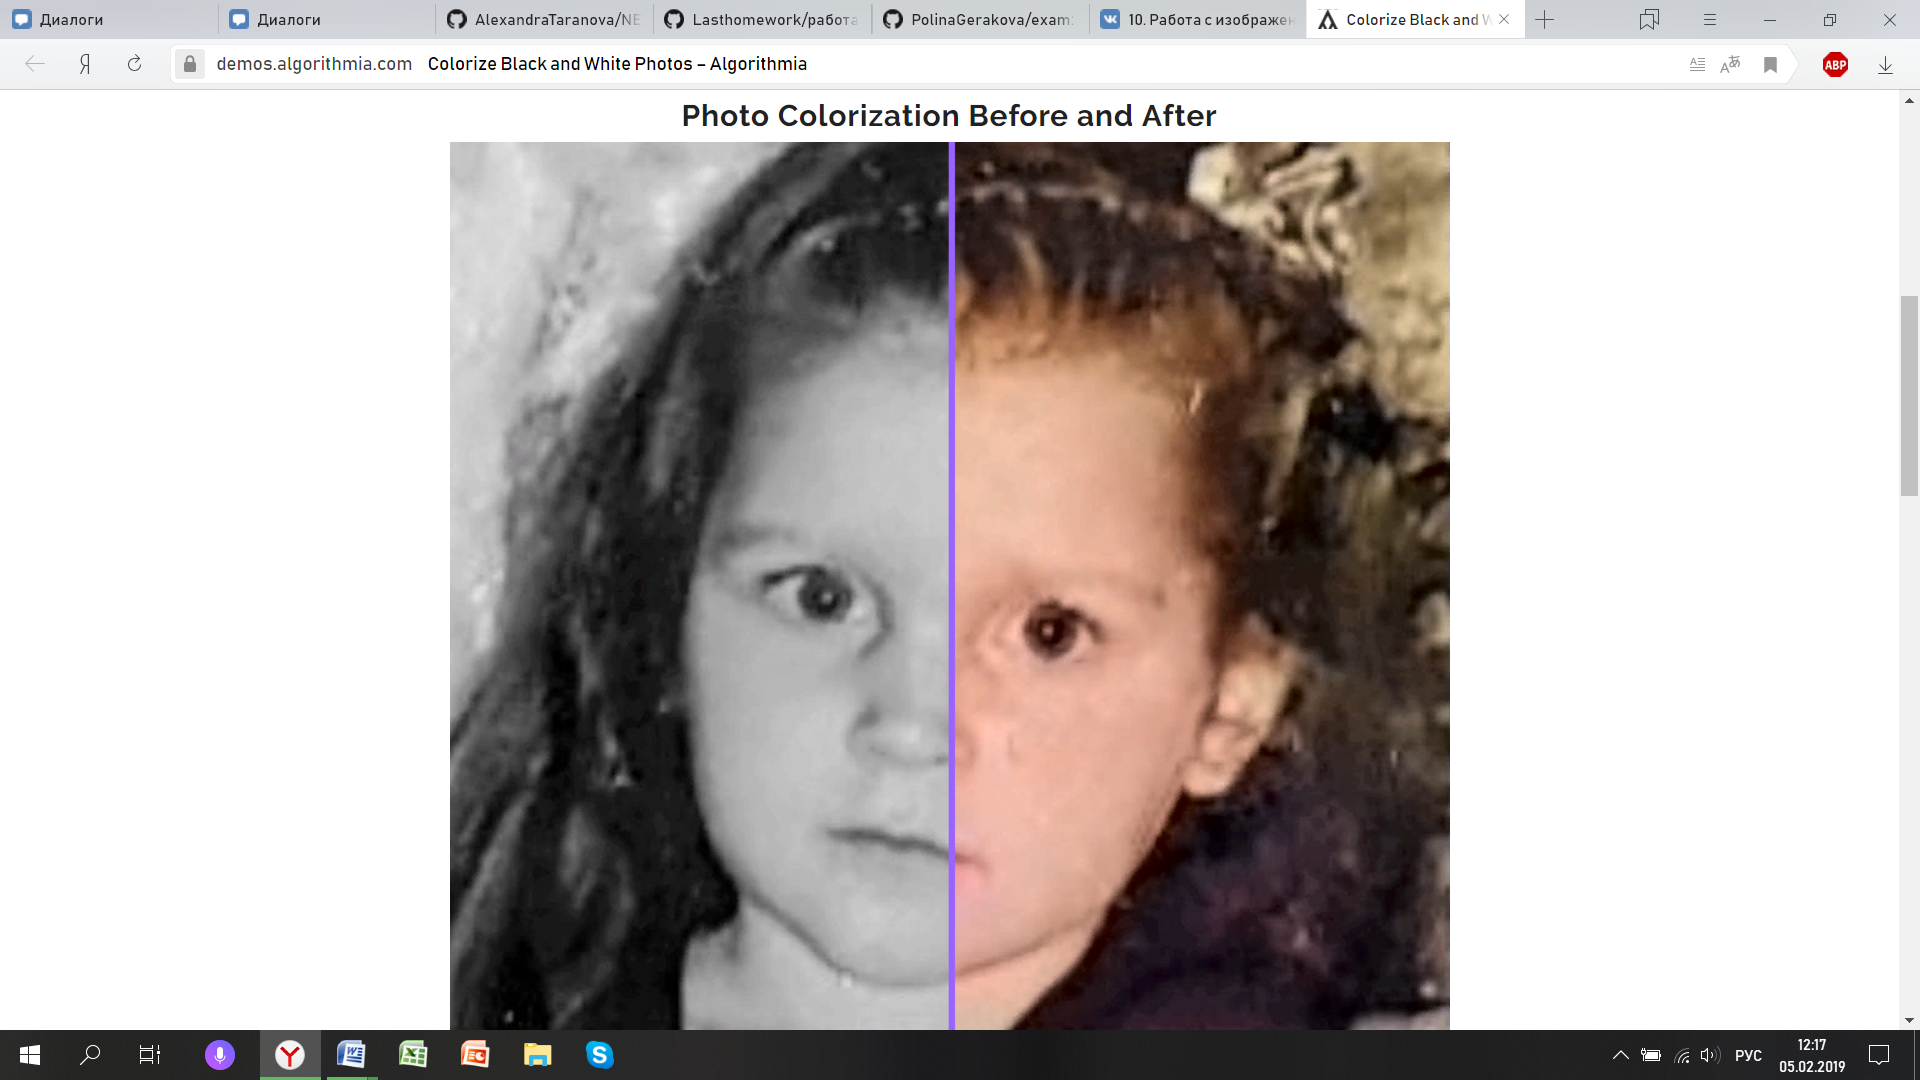 Диалоги
Диалоги
AlexandraTaranova/NE
Lasthomework/работа
PolinaGerakova/exam
10. Работа с изображен
Colorize Black and W
demos.algorithmia.com Colorize Black and White Photos – Algorithmia
ABP
Photo Colorization Before and After
РУС
12:17
05.02.2019